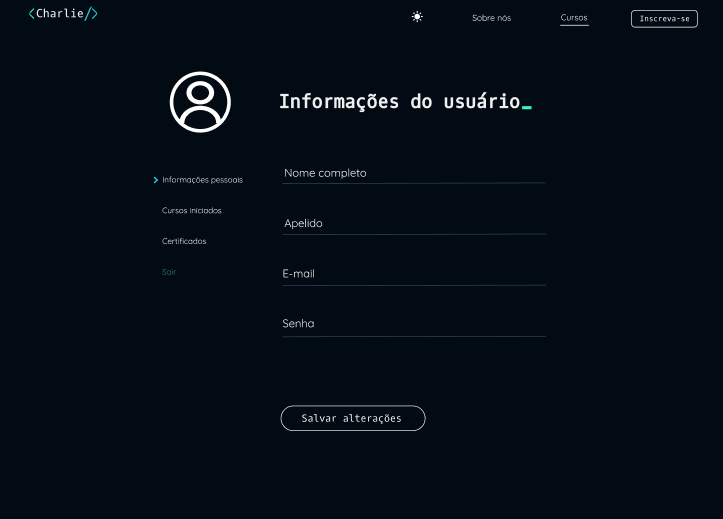 <Charlie/>
Sobre nós
Cursos
Inscreva-se
Informações do usuário_
Informações pessoais
Cursos iniciados
Certificados
Sair
Nome completo
Apelido
E-mail
Senha
Salvar alterações